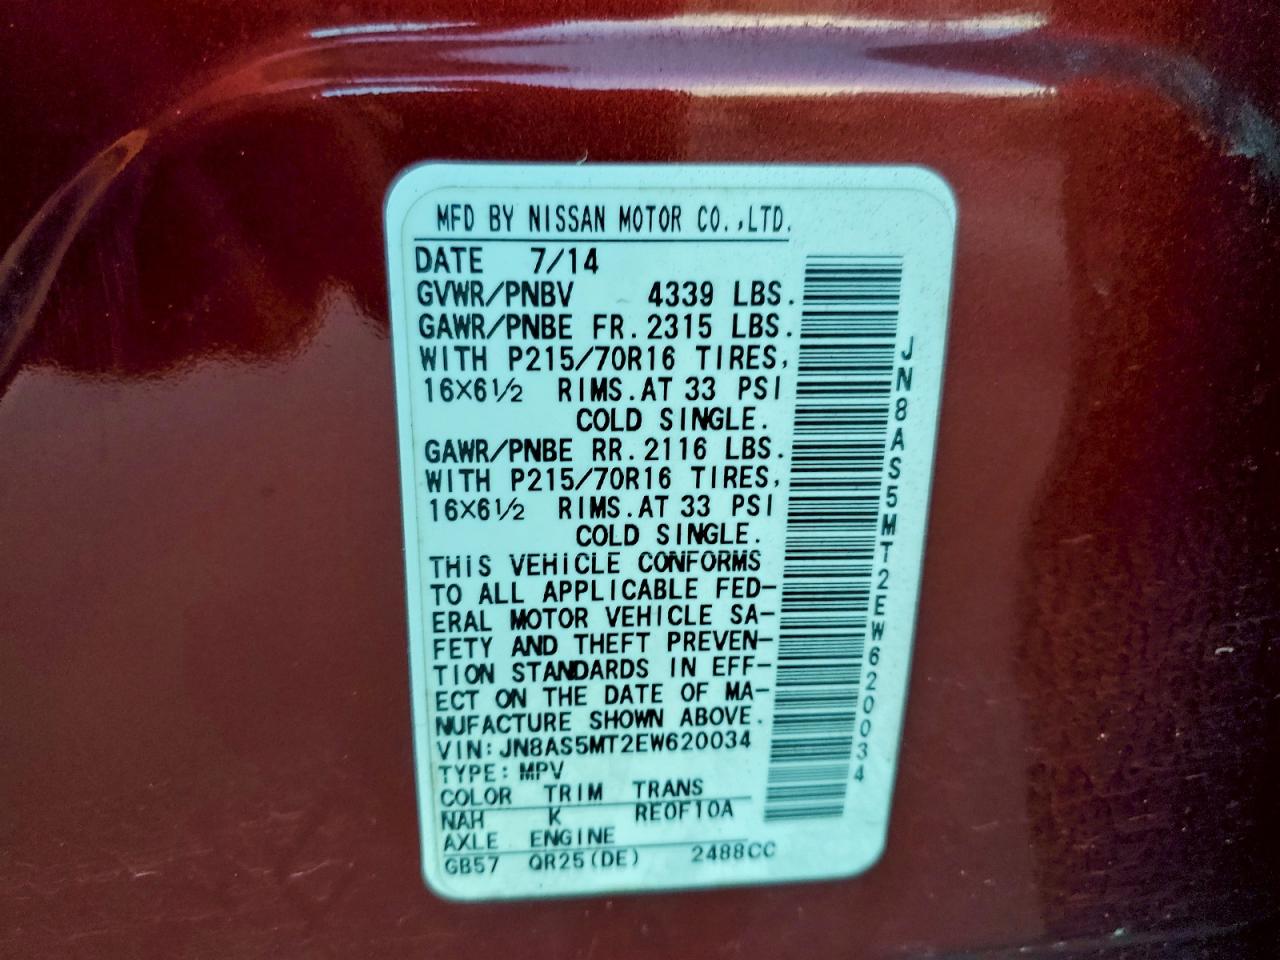 MFD BY NISSAN MOTOR CO.,LTD.
DATE 7/14
GVWR/PNBV 4339 LBS.
GAWR/PNBE FR. 2315 LBS.
WITH P215/70R16 TIRES,
16X6½ RIMS. AT 33 PSI
COLD SINGLE.
GAWR/PNBE RR. 2116 LBS.
WITH P215/70R16 TIRES,
16X6½ RIMS. AT 33 PSI
COLD SINGLE.
THIS VEHICLE CONFORMS
TO ALL APPLICABLE FED-
ERAL MOTOR VEHICLE SA-
FETY AND THEFT PREVEN-
TION STANDARDS IN EFF-
ECT ON THE DATE OF MA-
NUFACTURE SHOWN ABOVE.
VIN: JN8AS5MT2EW620034
TYPE: MPV
COLOR TRIM TRANS
NAH K RE0F10A
AXLE ENGINE
GB57 QR25(DE) 2488CC
JN8AS5MT2EW620034